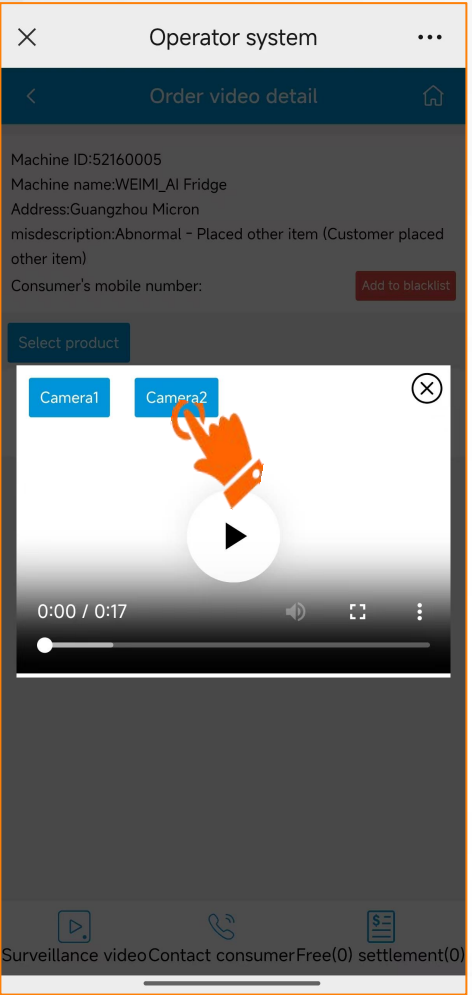 Operator system
Order video detail
Machine ID:52160005
Machine name:WEIMI_AI Fridge
Address:Guangzhou Micron
misdescription:Abnormal - Placed other item (Customer placed
other item)
Consumer's mobile number:
Add to blacklist
Select product
Camera1
Camera2
0:00 / 0:17
Surveillance video
Contact consumer
Free(0) settlement(0)